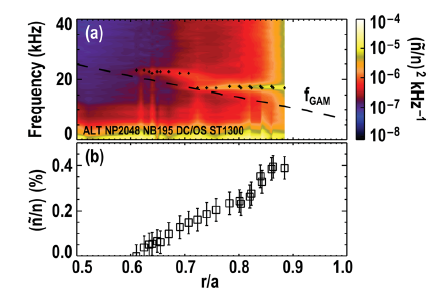 (a)
Frequency (kHz)
40
20
0
f_GAM
ALT NP2048 NB195 DC/OS ST1300
10⁻⁴
10⁻⁵
10⁻⁶
10⁻⁷
10⁻⁸
(ñ/n)² kHz⁻¹
(b)
(ñ/n) (%)
0.4
0.2
0.0
0.5 0.6 0.7 0.8 0.9 1.0
r/a